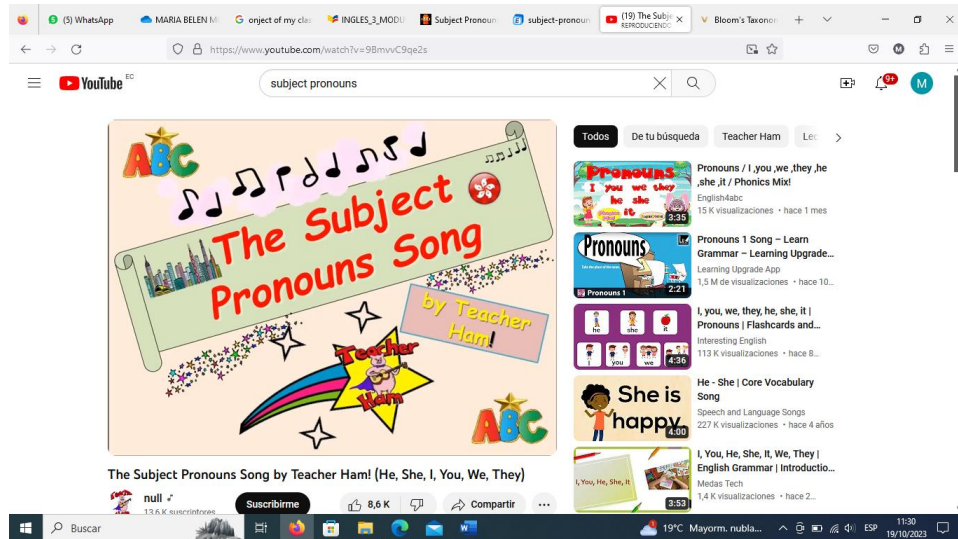 (5) WhatsApp
MARIA BELEN MI
onject of my clas
INGLES_3_MODU
Subject Pronoun
subject-pronoun
(19) The Subje
REPRODUCIENDO
Bloom's Taxonon
https://www.youtube.com/watch?v=9BmvvC9qe2s
YouTube EC
subject pronouns
9+
M
ABC
The Subject
Pronouns Song
by Teacher
Ham!
Teacher
Ham
ABC
The Subject Pronouns Song by Teacher Ham! (He, She, I, You, We, They)
null
13,6 K suscriptores
Suscribirme
8,6 K
Compartir
Todos
De tu búsqueda
Teacher Ham
Lec
Pronouns
I you we they
he she
it
3:35
Pronouns / I ,you ,we ,they ,he
,she ,it / Phonics Mix!
English4abc
15 K visualizaciones • hace 1 mes
Pronouns
Pronouns 1
2:21
Pronouns 1 Song – Learn
Grammar – Learning Upgrade...
Learning Upgrade App
1,5 M de visualizaciones • hace 10...
he
she
it
I
you
we
4:36
I, you, we, they, he, she, it |
Pronouns | Flashcards and...
Interesting English
113 K visualizaciones • hace 8...
She is
happy.
4:00
He - She | Core Vocabulary
Song
Speech and Language Songs
227 K visualizaciones • hace 4 años
I, You, He, She, It
3:53
I, You, He, She, It, We, They |
English Grammar | Introductio...
Medas Tech
1,4 K visualizaciones • hace 2...
Buscar
19°C Mayorm. nubla...
ESP
11:30
19/10/2023